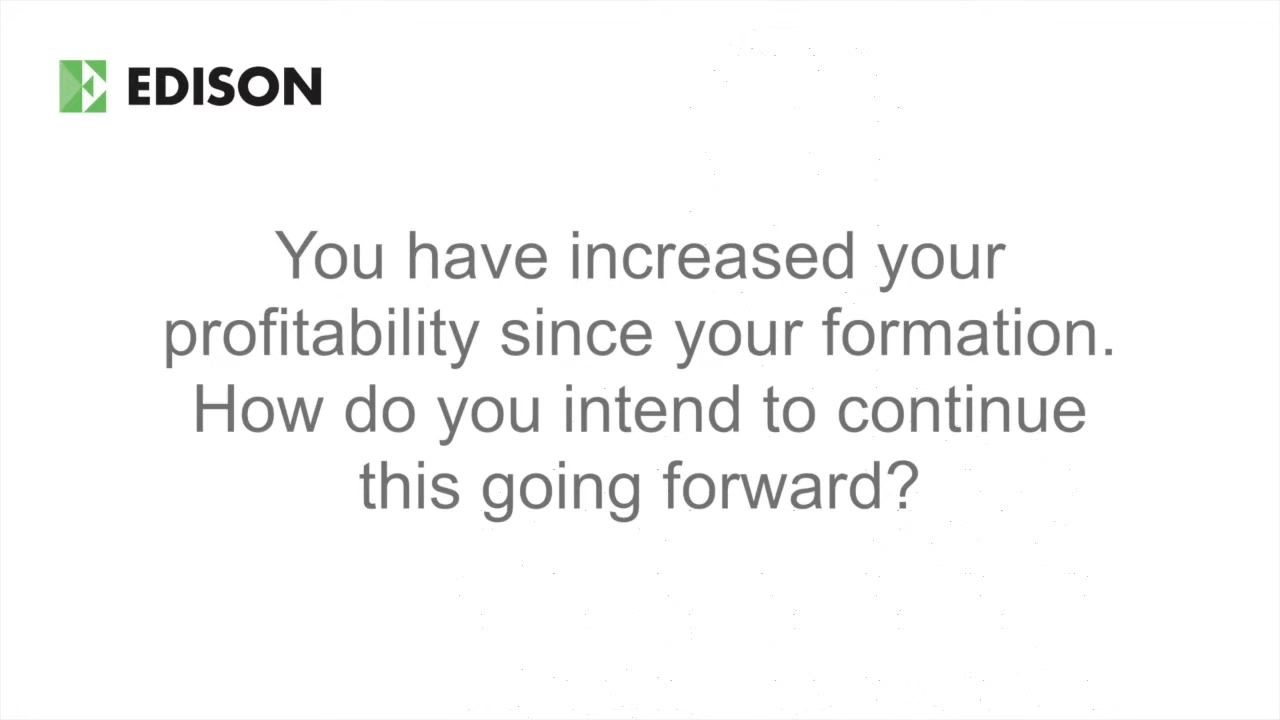 EDISON
You have increased your
profitability since your formation.
How do you intend to continue
this going forward?